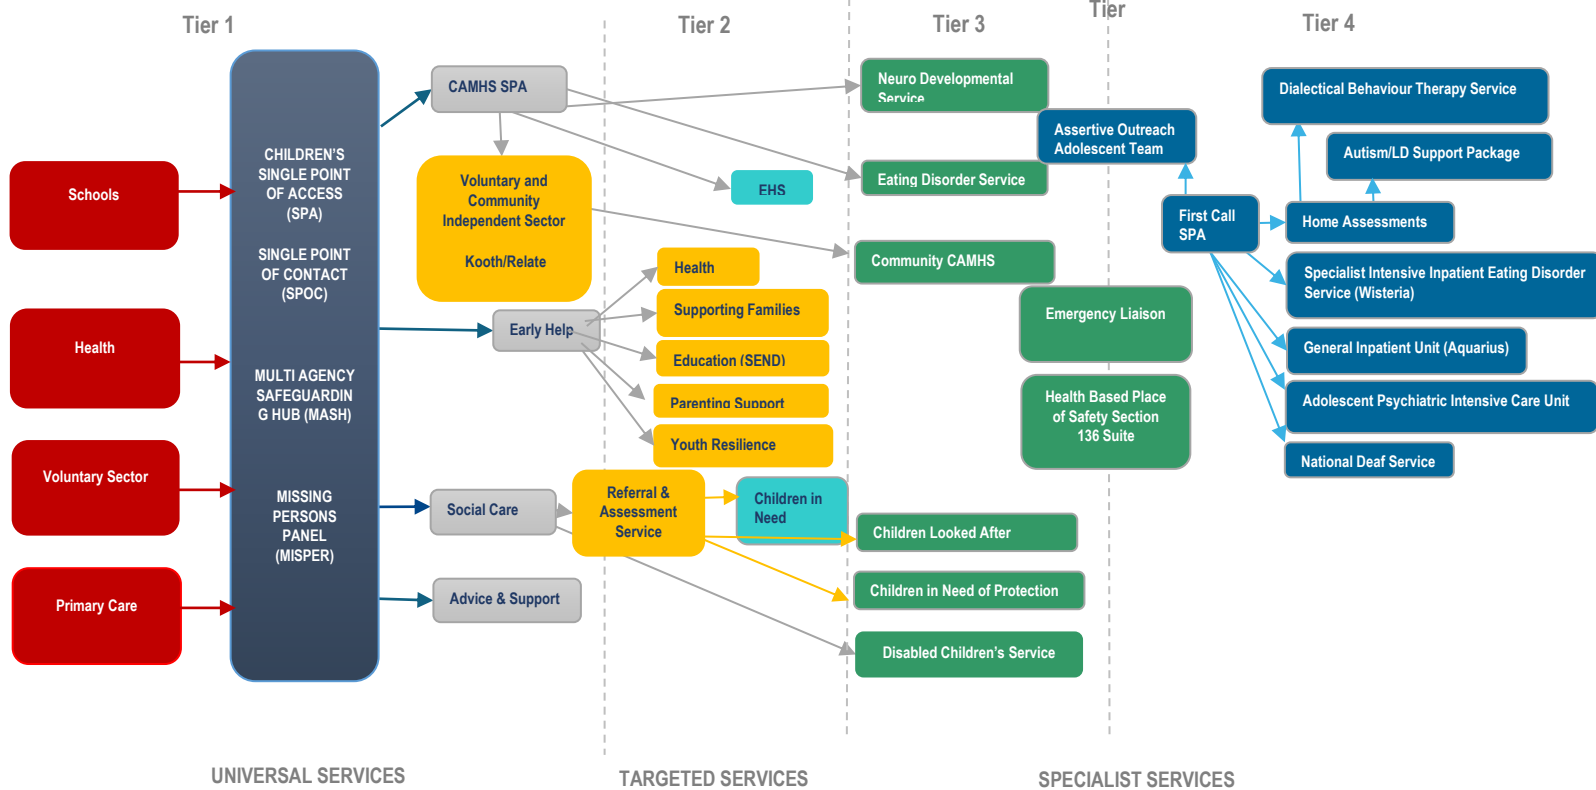 Tier 1
Tier 2
Tier 3
Tier
Tier 4
Schools
Health
Voluntary Sector
Primary Care
CHILDREN’S
SINGLE POINT
OF ACCESS
(SPA)
SINGLE POINT
OF CONTACT
(SPOC)
MULTI AGENCY
SAFEGUARDIN
G HUB (MASH)
MISSING
PERSONS
PANEL
(MISPER)
CAMHS SPA
Voluntary and
Community
Independent Sector
Kooth/Relate
Early Help
Social Care
Advice & Support
EHS
Health
Supporting Families
Education (SEND)
Parenting Support
Youth Resilience
Referral &
Assessment
Service
Children in
Need
Neuro Developmental
Service
Eating Disorder Service
Community CAMHS
Emergency Liaison
Health Based Place
of Safety Section
136 Suite
Children Looked After
Children in Need of Protection
Disabled Children’s Service
Assertive Outreach
Adolescent Team
First Call
SPA
Dialectical Behaviour Therapy Service
Autism/LD Support Package
Home Assessments
Specialist Intensive Inpatient Eating Disorder
Service (Wisteria)
General Inpatient Unit (Aquarius)
Adolescent Psychiatric Intensive Care Unit
National Deaf Service
UNIVERSAL SERVICES
TARGETED SERVICES
SPECIALIST SERVICES